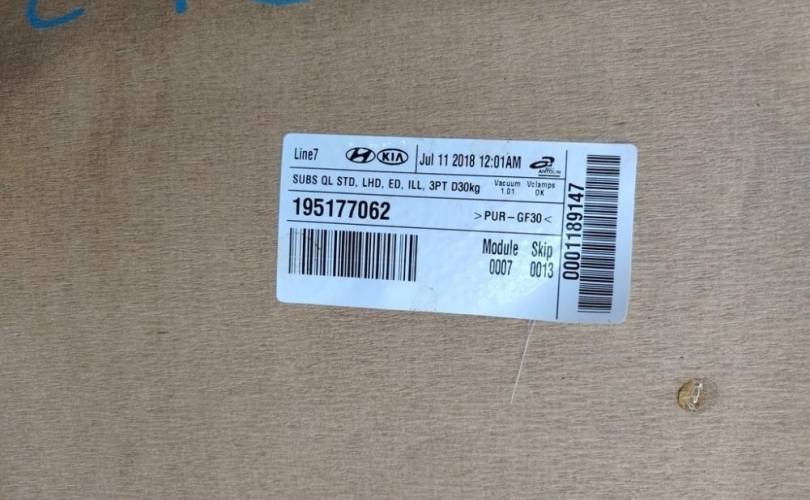 Line7 KIA Jul 11 2018 12:01AM ANTOLIN
SUBS QL STD, LHD, ED, ILL, 3PT D30kg Vacuum 1.01 Vclamps OK
195177062 >PUR-GF30<
Module Skip
0007 0013
0001189147